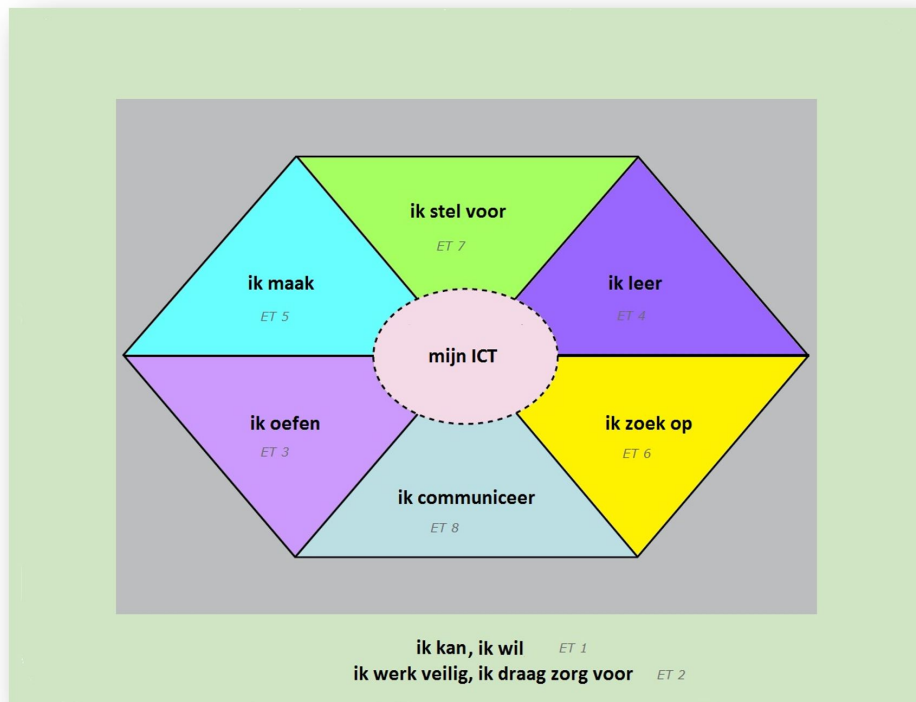 ik stel voor
ET 7
ik maak
ET 5
ik leer
ET 4
mijn ICT
ik oefen
ET 3
ik zoek op
ET 6
ik communiceer
ET 8
ik kan, ik wil ET 1
ik werk veilig, ik draag zorg voor ET 2